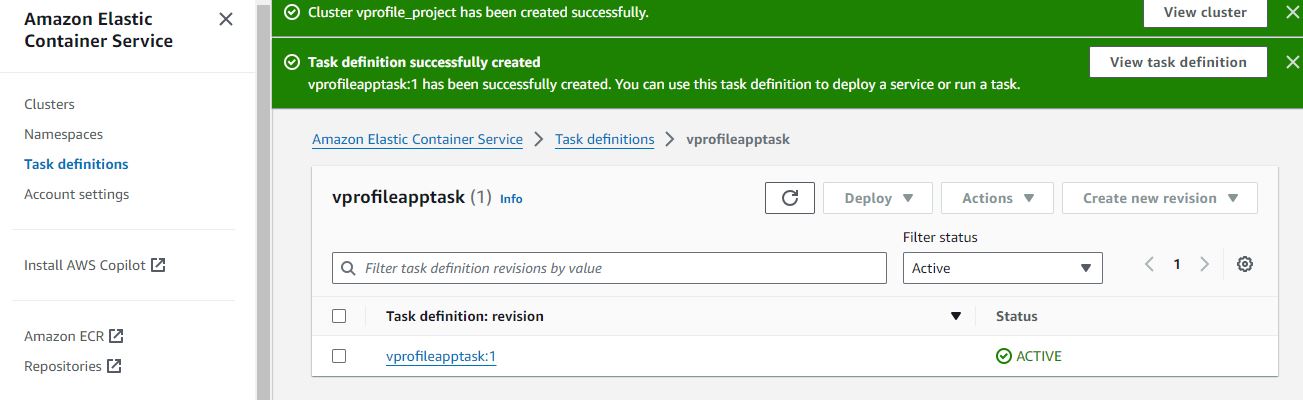 Amazon Elastic
Container Service
Clusters
Namespaces
Task definitions
Account settings
Install AWS Copilot
Amazon ECR
Repositories
Cluster vprofile_project has been created successfully.
View cluster
Task definition successfully created
vprofileapptask:1 has been successfully created. You can use this task definition to deploy a service or run a task.
View task definition
Amazon Elastic Container Service > Task definitions > vprofileapptask
vprofileapptask (1) Info
Deploy
Actions
Create new revision
Filter status
Filter task definition revisions by value
Active
1
Task definition: revision
Status
vprofileapptask:1
ACTIVE